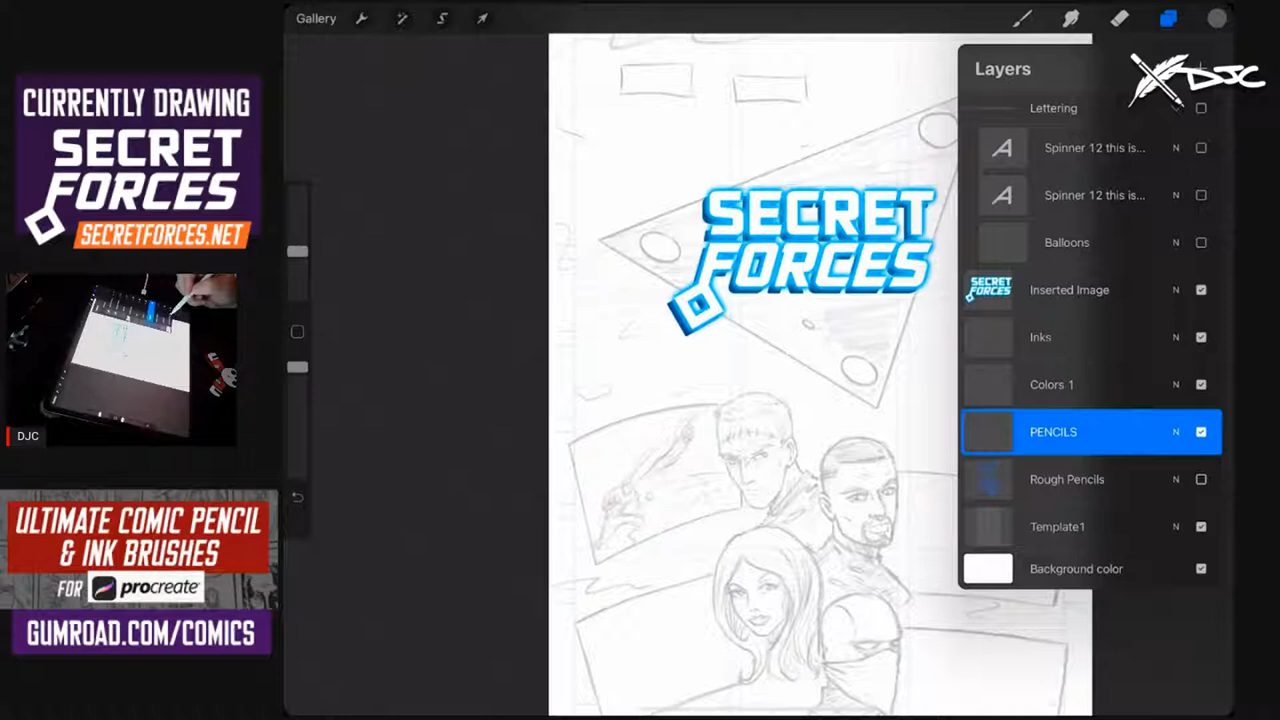 Gallery
Layers
DJC
Lettering
Spinner 12 this is... N
Spinner 12 this is... N
Balloons N
Inserted Image N
Inks N
Colors 1 N
PENCILS N
Rough Pencils N
Template1 N
Background color
SECRET
FORCES
SECRET
FORCES
CURRENTLY DRAWING
SECRET
FORCES
SECRETFORCES.NET
DJC
ULTIMATE COMIC PENCIL
& INK BRUSHES
FOR procreate
GUMROAD.COM/COMICS